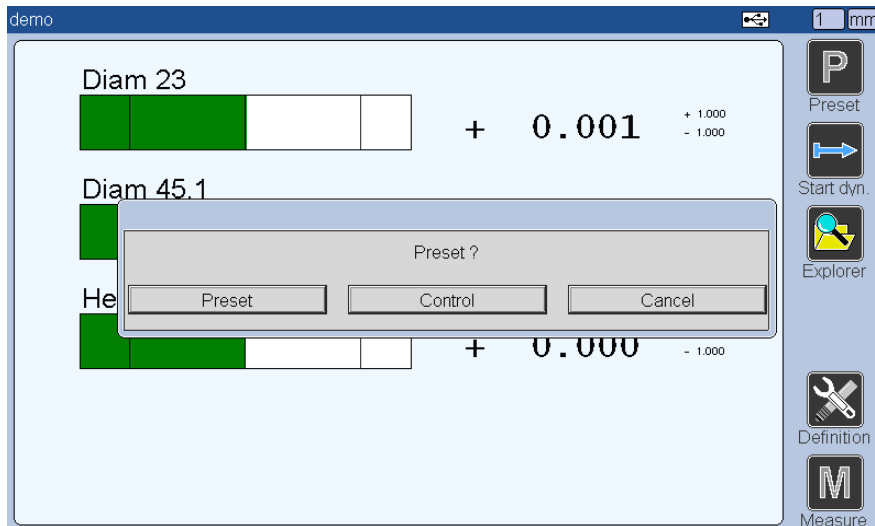 demo
1 mm
Diam 23
+ 0.001
+ 1.000
- 1.000
P
Preset
Start dyn.
Diam 45.1
Explorer
Preset ?
Preset Control Cancel
He
+ 0.000
- 1.000
Definition
M
Measure